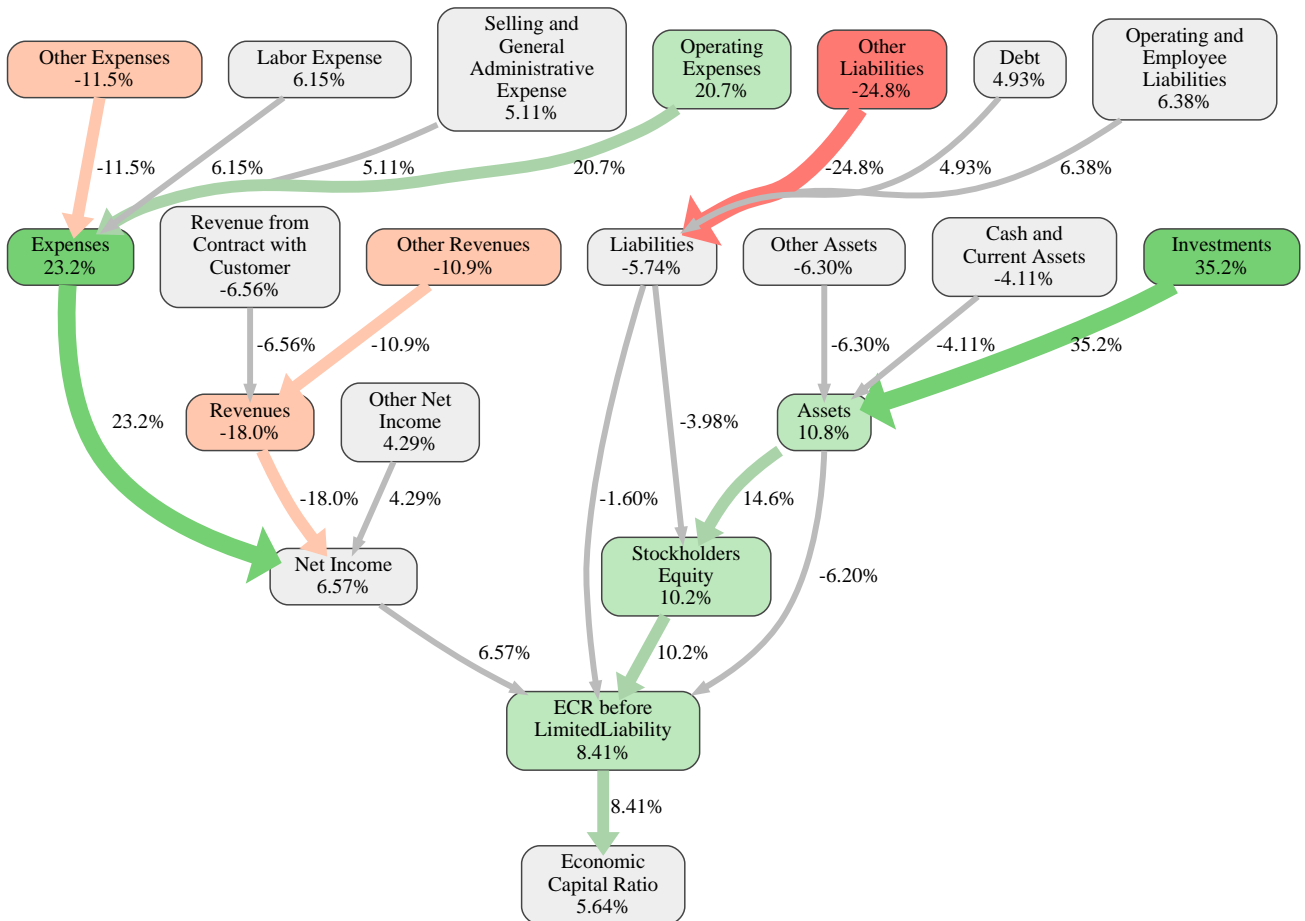 Other Expenses
-11.5%
Labor Expense
6.15%
Selling and
General
Administrative
Expense
5.11%
Operating
Expenses
20.7%
Other
Liabilities
-24.8%
Debt
4.93%
Operating and
Employee
Liabilities
6.38%
-11.5%
6.15%
5.11%
20.7%
-24.8%
4.93%
6.38%
Expenses
23.2%
Revenue from
Contract with
Customer
-6.56%
Other Revenues
-10.9%
Liabilities
-5.74%
Other Assets
-6.30%
Cash and
Current Assets
-4.11%
Investments
35.2%
-6.56%
-10.9%
-6.30%
-4.11%
35.2%
23.2%
Revenues
-18.0%
Other Net
Income
4.29%
-3.98%
Assets
10.8%
-18.0%
4.29%
-1.60%
14.6%
Net Income
6.57%
Stockholders
Equity
10.2%
-6.20%
6.57%
10.2%
ECR before
LimitedLiability
8.41%
8.41%
Economic
Capital Ratio
5.64%